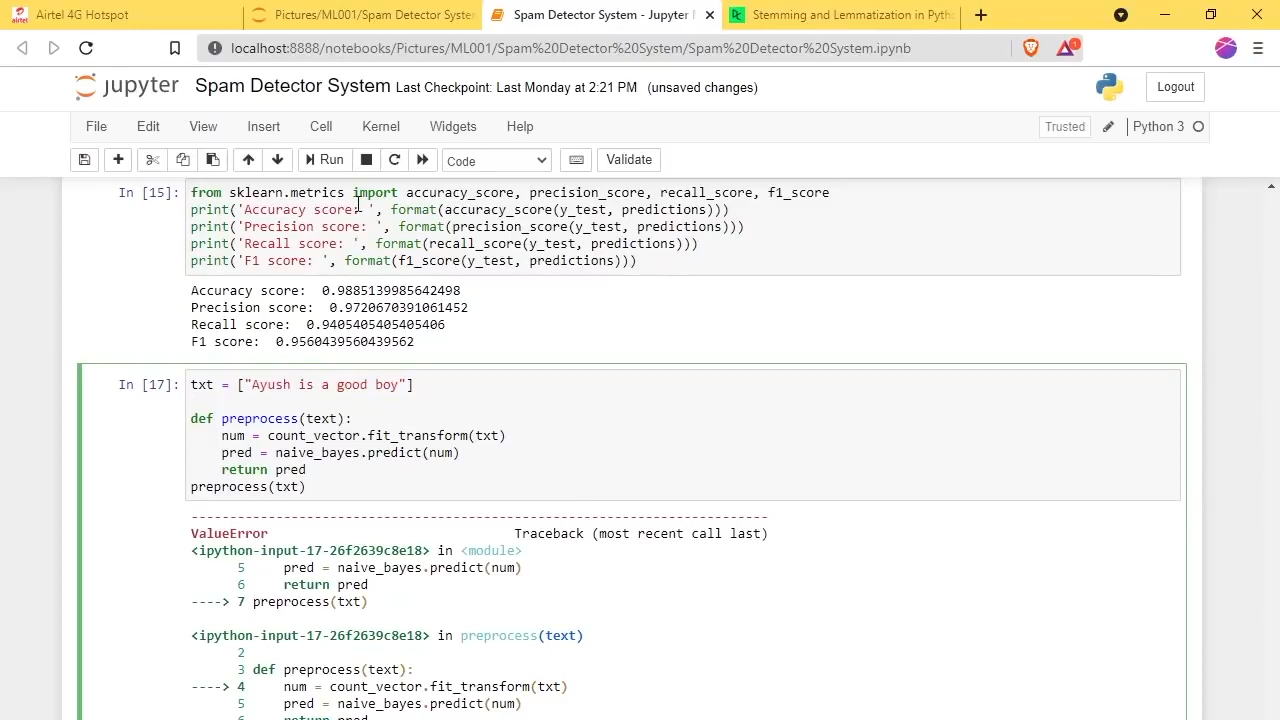 Airtel 4G Hotspot
Pictures/ML001/Spam Detector Syste
Spam Detector System - Jupyter
Stemming and Lemmatization in Pyth
localhost:8888/notebooks/Pictures/ML001/Spam%20Detector%20System/Spam%20Detector%20System.ipynb
1
jupyter Spam Detector System Last Checkpoint: Last Monday at 2:21 PM (unsaved changes)
Logout
File Edit View Insert Cell Kernel Widgets Help
Trusted Python 3
Run Code Validate
In [15]: from sklearn.metrics import accuracy_score, precision_score, recall_score, f1_score
print('Accuracy score: ', format(accuracy_score(y_test, predictions)))
print('Precision score: ', format(precision_score(y_test, predictions)))
print('Recall score: ', format(recall_score(y_test, predictions)))
print('F1 score: ', format(f1_score(y_test, predictions)))
Accuracy score:  0.9885139985642498
Precision score:  0.9720670391061452
Recall score:  0.9405405405405406
F1 score:  0.9560439560439562
In [17]: txt = ["Ayush is a good boy"]
def preprocess(text):
    num = count_vector.fit_transform(txt)
    pred = naive_bayes.predict(num)
    return pred
preprocess(txt)
---------------------------------------------------------------------------
ValueError Traceback (most recent call last)
<ipython-input-17-26f2639c8e18> in <module>
5     pred = naive_bayes.predict(num)
6     return pred
----> 7 preprocess(txt)
<ipython-input-17-26f2639c8e18> in preprocess(text)
2
3 def preprocess(text):
----> 4     num = count_vector.fit_transform(txt)
5     pred = naive_bayes.predict(num)
6     return pred